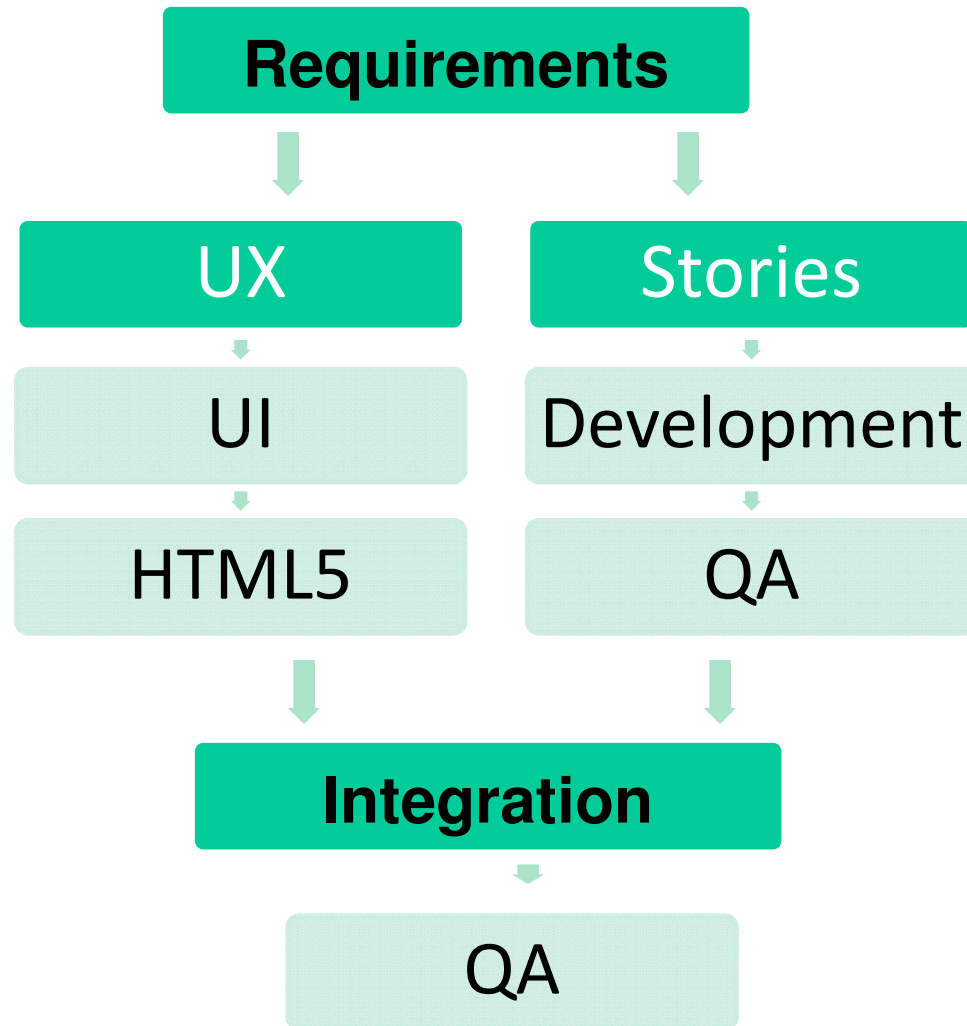 Requirements
UX
Stories
UI
Development
HTML5
QA
Integration
QA